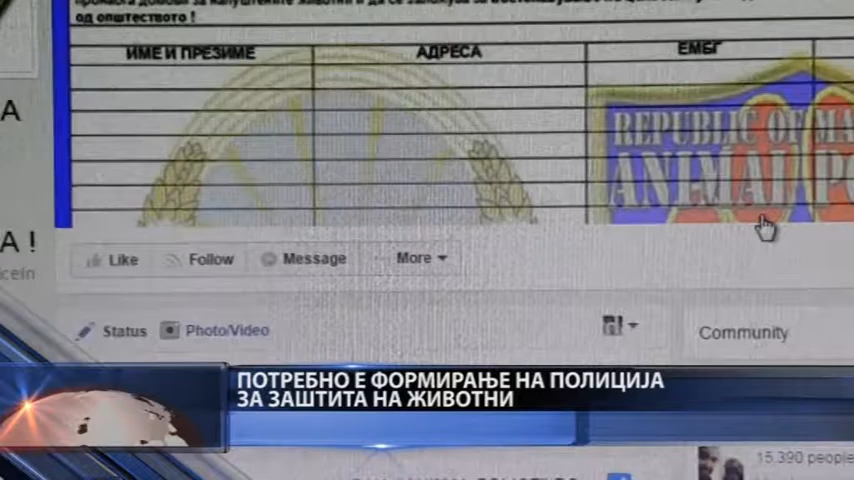 од општеството !
ИМЕ И ПРЕЗИМЕ
АДРЕСА
ЕМБГ
REPUBLIC OF
ANIMAL
А
А !
Like
Follow
Message
More
Status
Photo/Video
Community
ПОТРЕБНО Е ФОРМИРАЊЕ НА ПОЛИЦИЈА
ЗА ЗАШТИТА НА ЖИВОТНИ
15.390 people